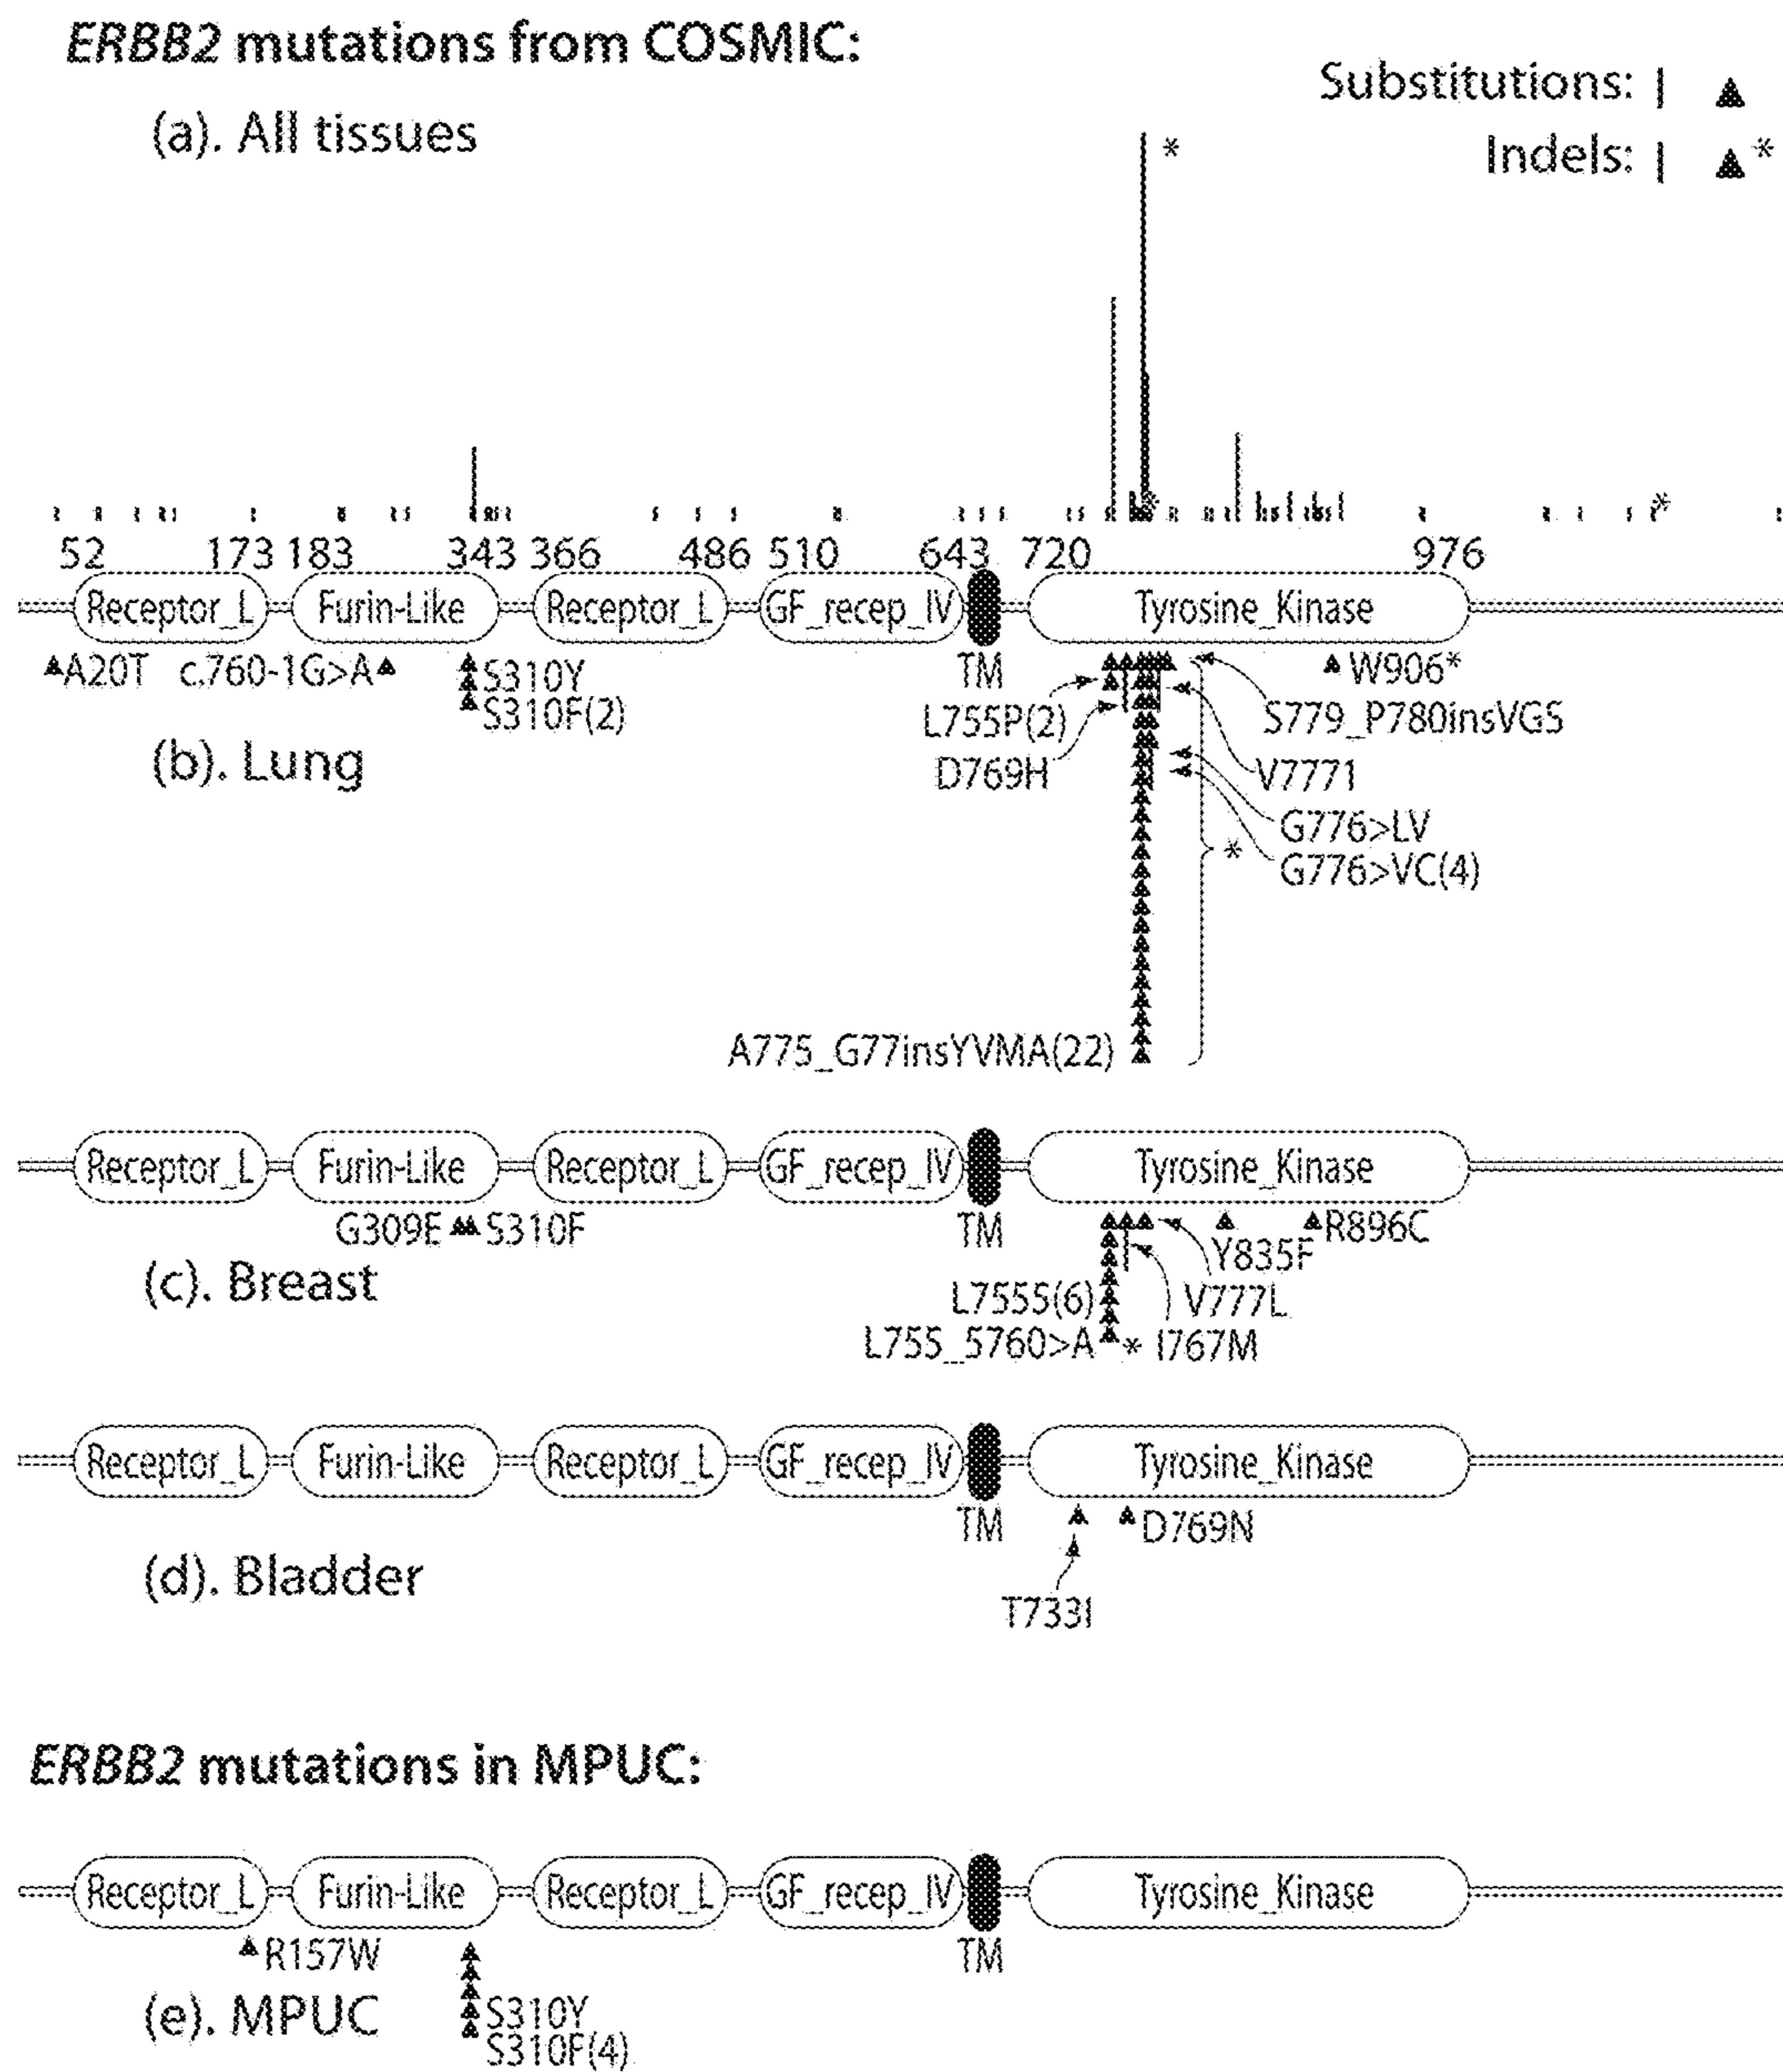 ERBB2 mutations from COSMIC:
Substitutions: | ▲
(a). All tissues
Indels: | ▲*
*
*
*
52 173 183 343 366 486 510 643 720 976
Receptor_L Furin-Like Receptor_L GF_recep_IV Tyrosine_Kinase
A20T c.760-1G>A S310Y TM W906*
S310F(2) L755P(2) S779_P780insVGS
(b). Lung D769H V7771
G776>LV
*
G776>VC(4)
A775_G77insYVMA(22)
Receptor_L Furin-Like Receptor_L GF_recep_IV Tyrosine_Kinase
G309E S310F TM R896C
Y835F
(c). Breast L755S(6) V777L
L755_5760>A * I767M
Receptor_L Furin-Like Receptor_L GF_recep_IV Tyrosine_Kinase
TM D769N
(d). Bladder
T733I
ERBB2 mutations in MPUC:
Receptor_L Furin-Like Receptor_L GF_recep_IV Tyrosine_Kinase
R157W TM
(e). MPUC S310Y
S310F(4)